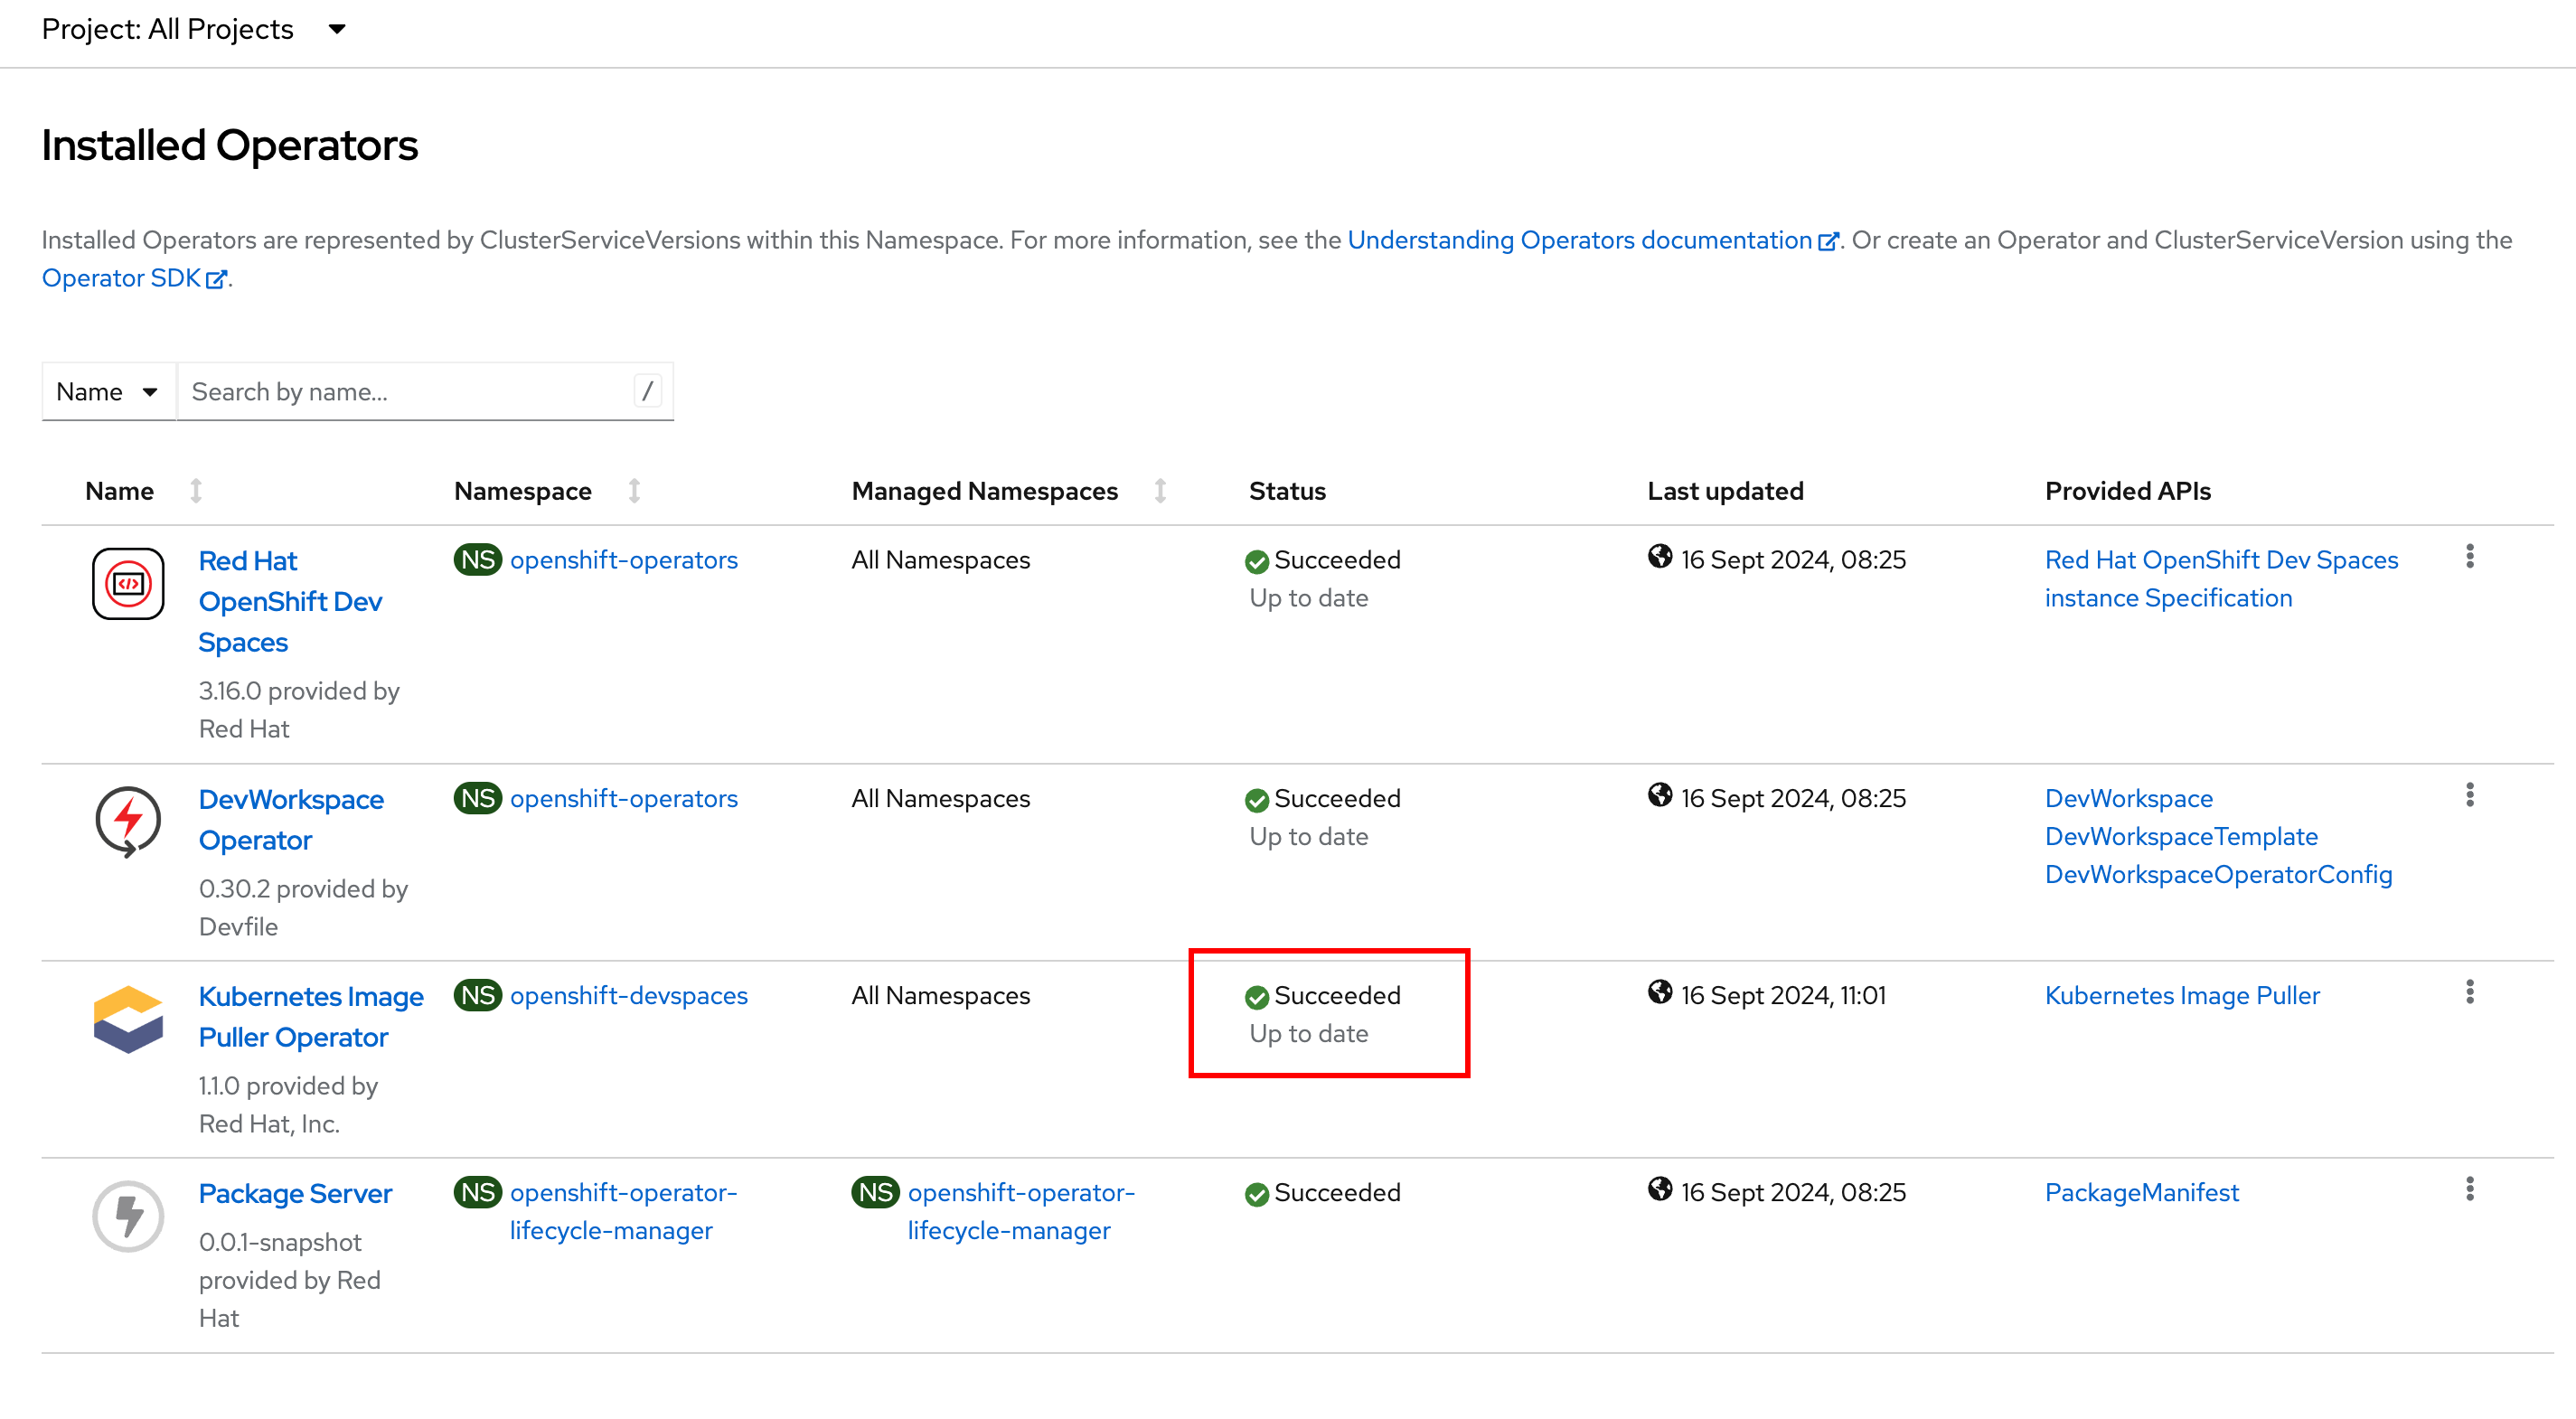 Project: All Projects
Installed Operators
Installed Operators are represented by ClusterServiceVersions within this Namespace. For more information, see the Understanding Operators documentation. Or create an Operator and ClusterServiceVersion using the
Operator SDK.
Name Search by name... /
Name Namespace Managed Namespaces Status Last updated Provided APIs
Red Hat
OpenShift Dev
Spaces
3.16.0 provided by
Red Hat
NS openshift-operators
All Namespaces
Succeeded
Up to date
16 Sept 2024, 08:25
Red Hat OpenShift Dev Spaces
instance Specification
DevWorkspace
Operator
0.30.2 provided by
Devfile
NS openshift-operators
All Namespaces
Succeeded
Up to date
16 Sept 2024, 08:25
DevWorkspace
DevWorkspaceTemplate
DevWorkspaceOperatorConfig
Kubernetes Image
Puller Operator
1.1.0 provided by
Red Hat, Inc.
NS openshift-devspaces
All Namespaces
Succeeded
Up to date
16 Sept 2024, 11:01
Kubernetes Image Puller
Package Server
0.0.1-snapshot
provided by Red
Hat
NS openshift-operator-
lifecycle-manager
NS openshift-operator-
lifecycle-manager
Succeeded
16 Sept 2024, 08:25
PackageManifest